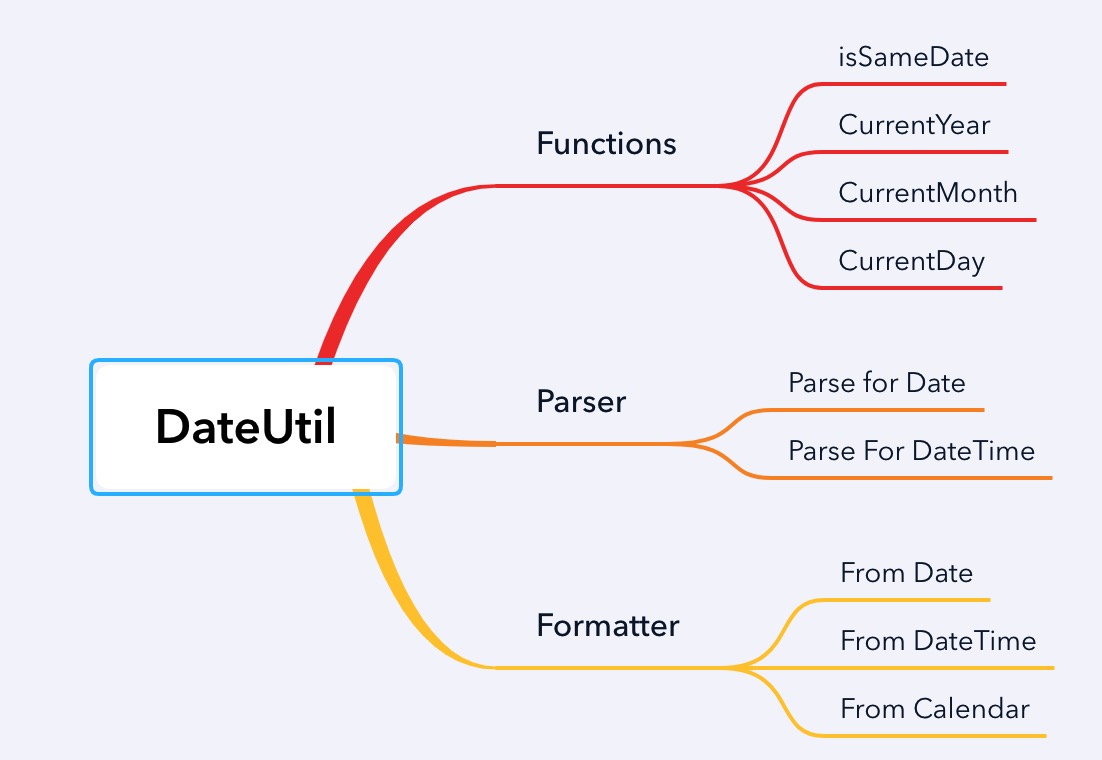 DateUtil
Functions
isSameDate
CurrentYear
CurrentMonth
CurrentDay
Parser
Parse for Date
Parse For DateTime
Formatter
From Date
From DateTime
From Calendar